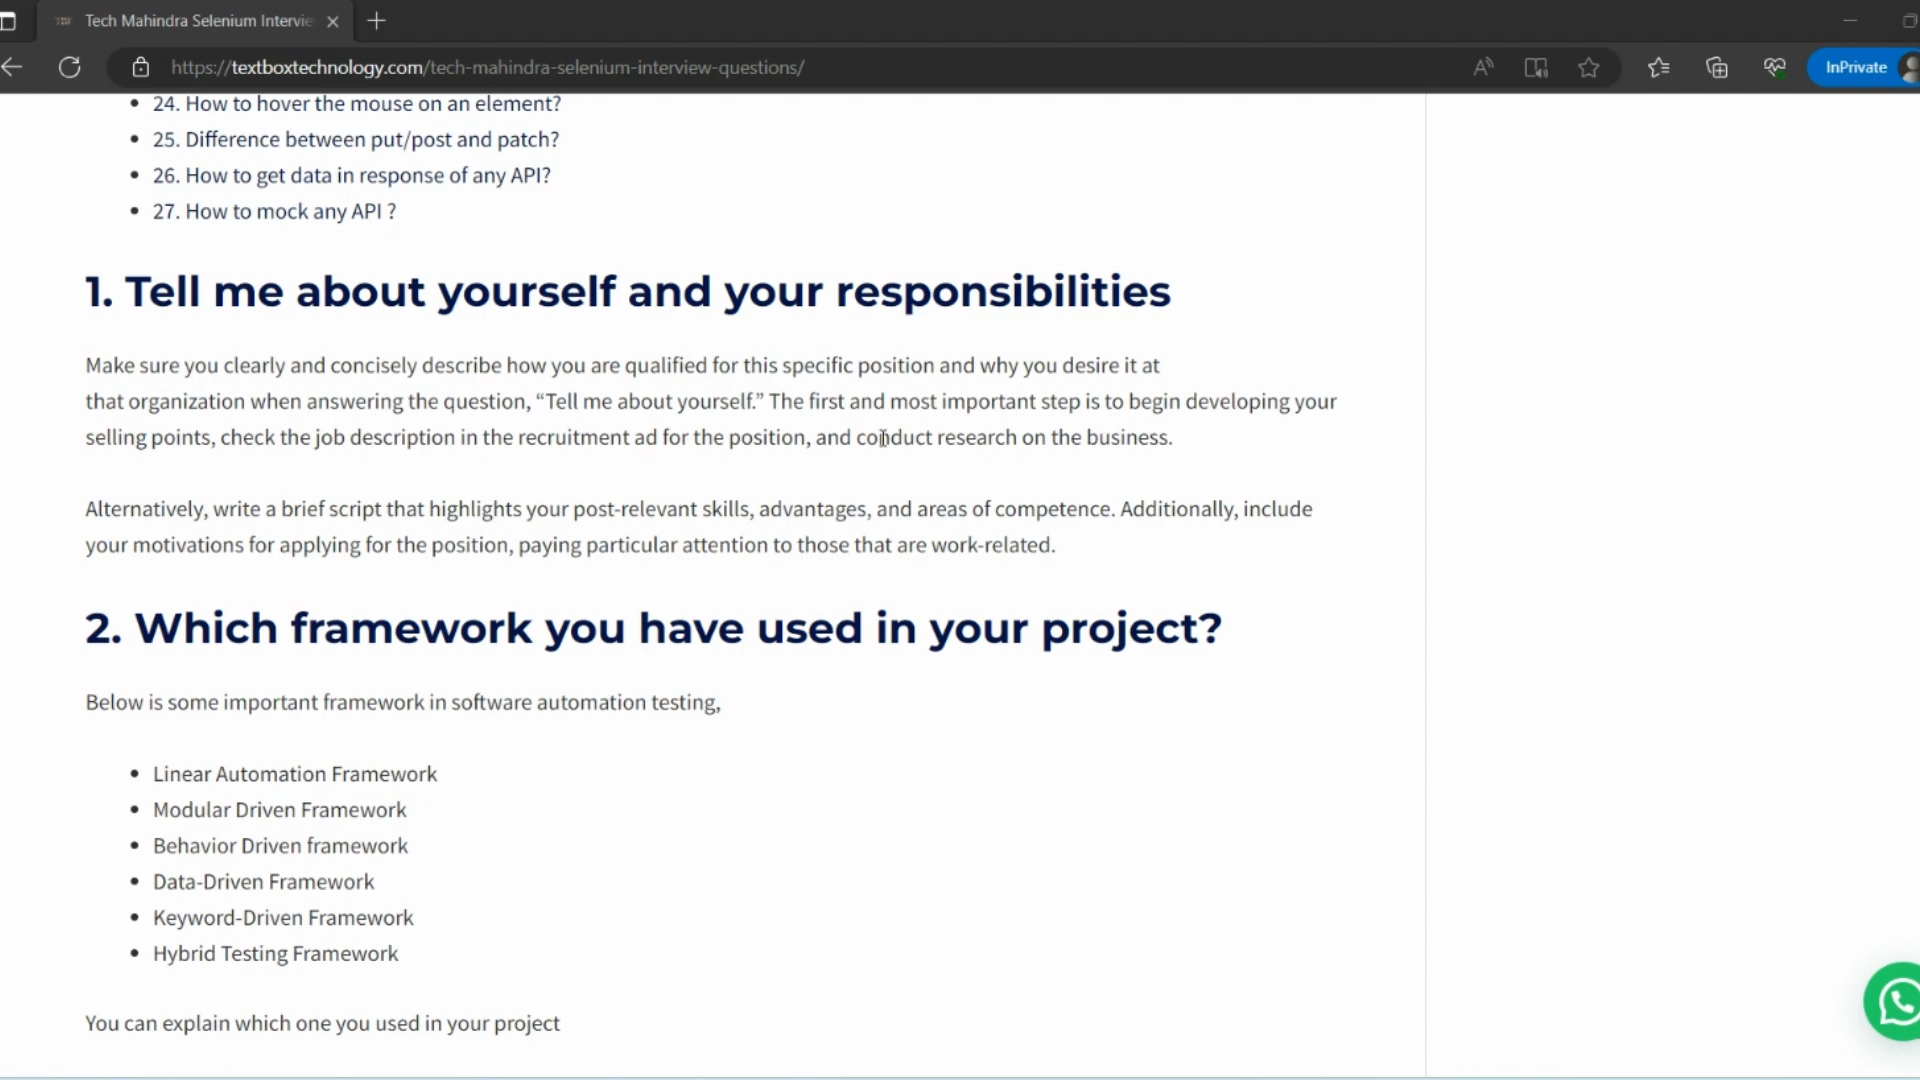 Tech Mahindra Selenium Intervie
https://textboxtechnology.com/tech-mahindra-selenium-interview-questions/
InPrivate
• 24. How to hover the mouse on an element?
• 25. Difference between put/post and patch?
• 26. How to get data in response of any API?
• 27. How to mock any API ?
1. Tell me about yourself and your responsibilities
Make sure you clearly and concisely describe how you are qualified for this specific position and why you desire it at
that organization when answering the question, “Tell me about yourself.” The first and most important step is to begin developing your
selling points, check the job description in the recruitment ad for the position, and conduct research on the business.
Alternatively, write a brief script that highlights your post-relevant skills, advantages, and areas of competence. Additionally, include
your motivations for applying for the position, paying particular attention to those that are work-related.
2. Which framework you have used in your project?
Below is some important framework in software automation testing,
• Linear Automation Framework
• Modular Driven Framework
• Behavior Driven framework
• Data-Driven Framework
• Keyword-Driven Framework
• Hybrid Testing Framework
You can explain which one you used in your project